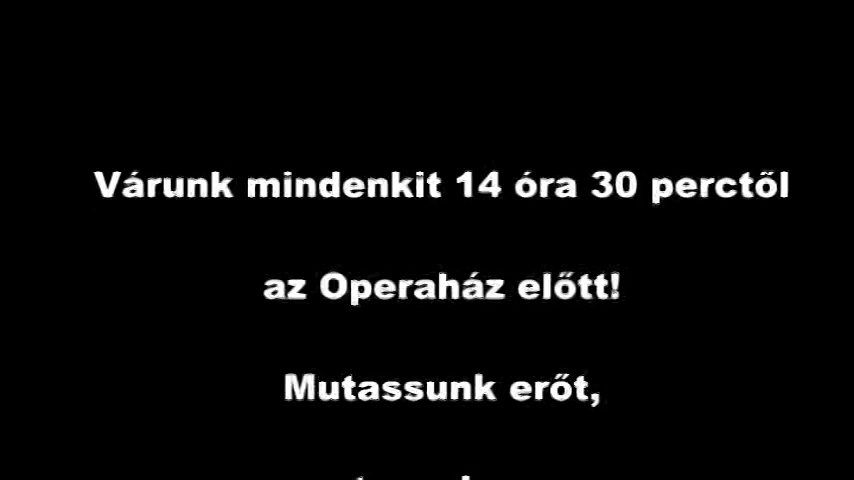 Várunk mindenkit 14 óra 30 perctől
az Operaház előtt!
Mutassunk erőt,